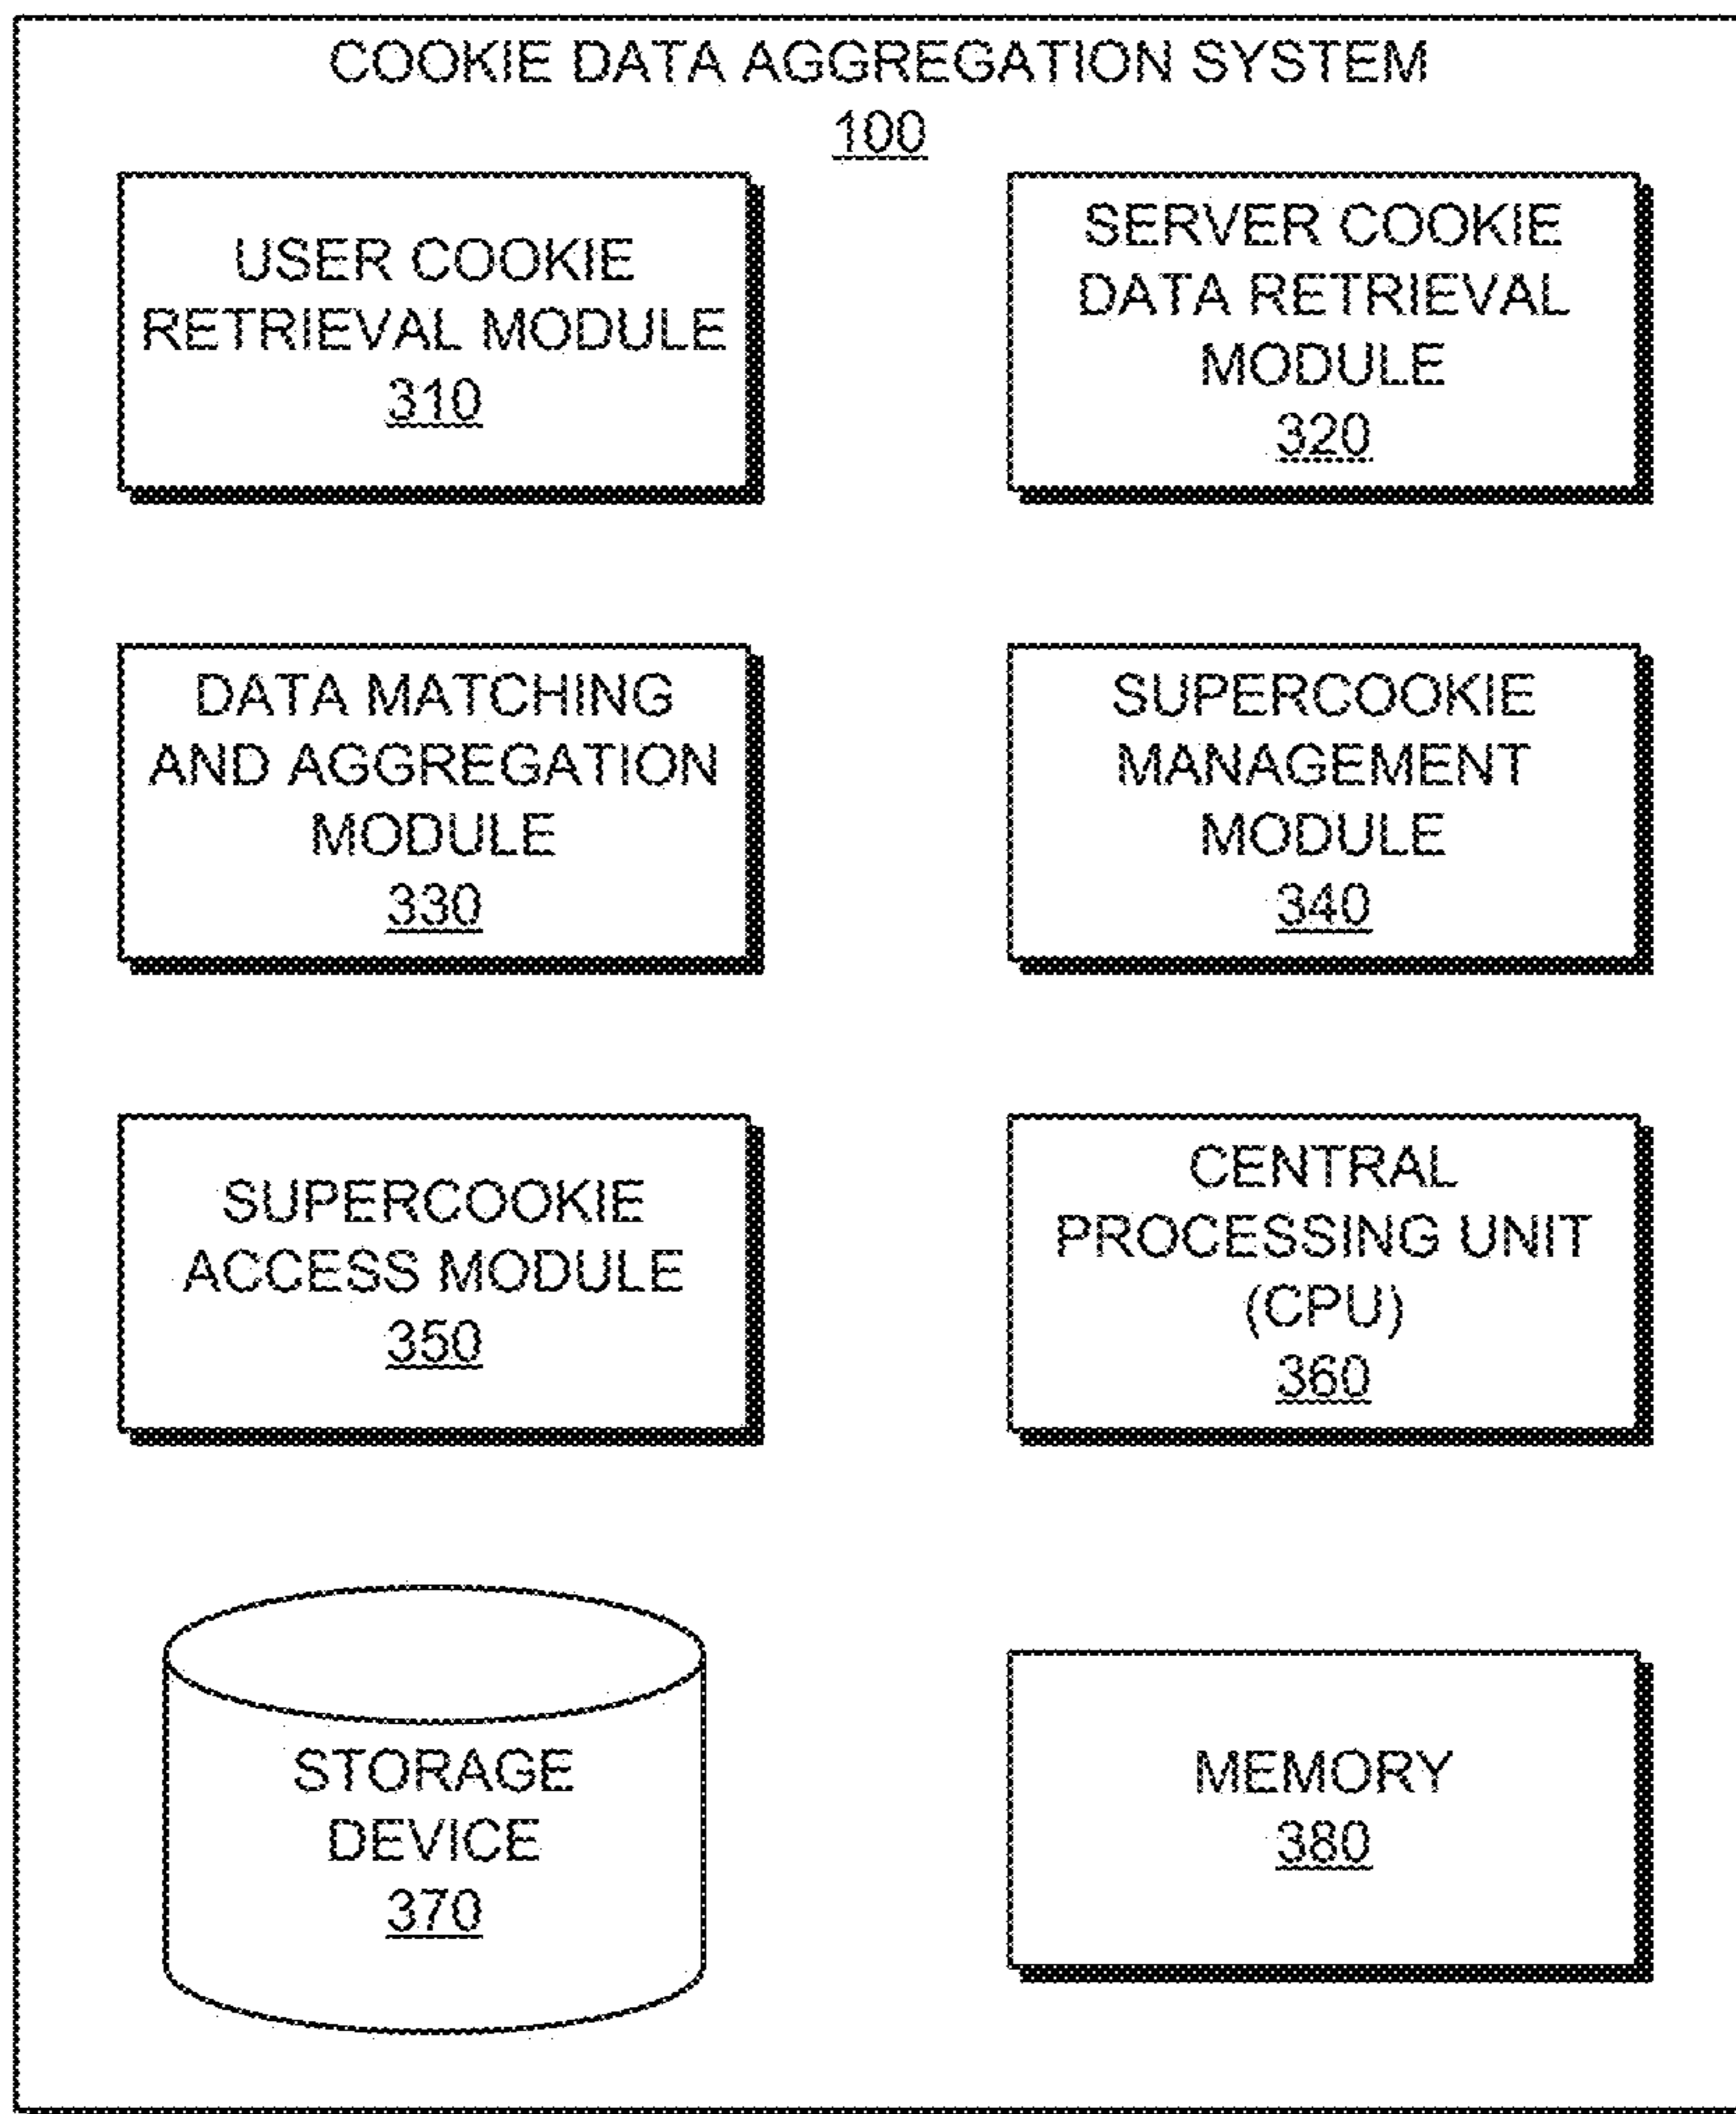 COOKIE DATA AGGREGATION SYSTEM
100
USER COOKIE
RETRIEVAL MODULE
310
SERVER COOKIE
DATA RETRIEVAL
MODULE
320
DATA MATCHING
AND AGGREGATION
MODULE
330
SUPERCOOKIE
MANAGEMENT
MODULE
340
SUPERCOOKIE
ACCESS MODULE
350
CENTRAL
PROCESSING UNIT
(CPU)
360
STORAGE
DEVICE
370
MEMORY
380